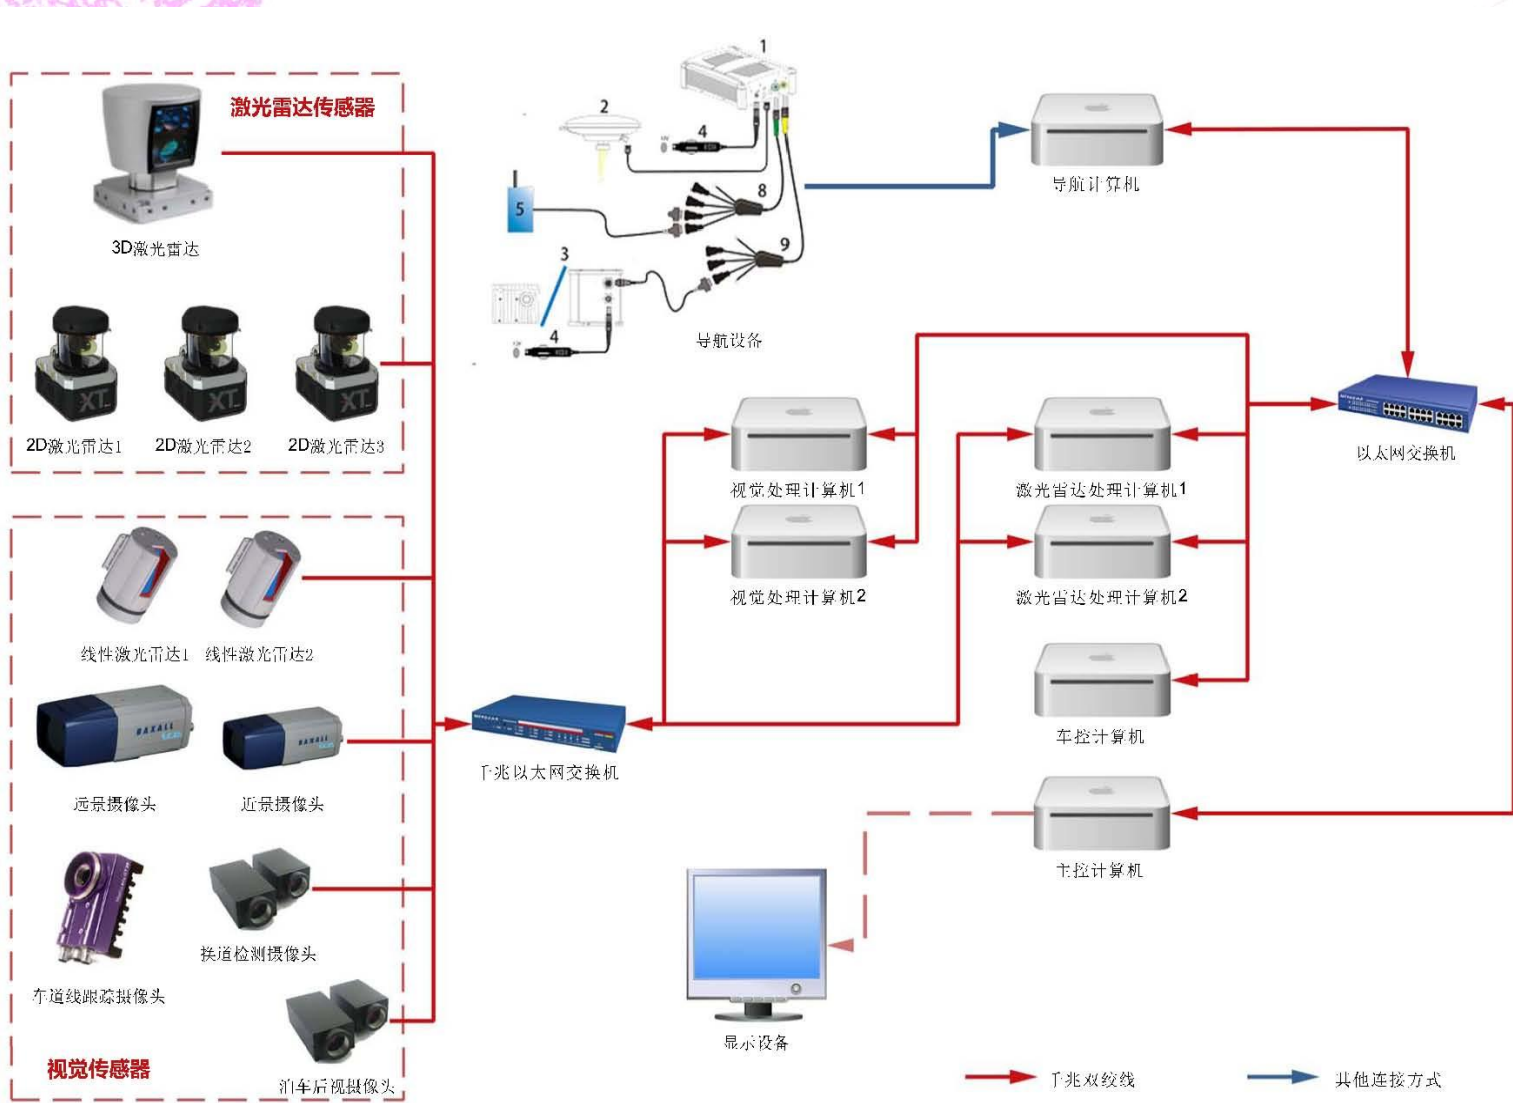 激光雷达传感器
3D激光雷达
XT
XT
XT
2D激光雷达1
2D激光雷达2
2D激光雷达3
1
2
4
5
8
9
3
4
导航设备
导航计算机
以太网交换机
视觉处理计算机1
激光雷达处理计算机1
视觉处理计算机2
激光雷达处理计算机2
车控计算机
主控计算机
线性激光雷达1
线性激光雷达2
BAXALL
BAXALL
远景摄像头
近景摄像头
千兆以太网交换机
换道检测摄像头
车道线跟踪摄像头
视觉传感器
泊车后视摄像头
显示设备
千兆双绞线
其他连接方式